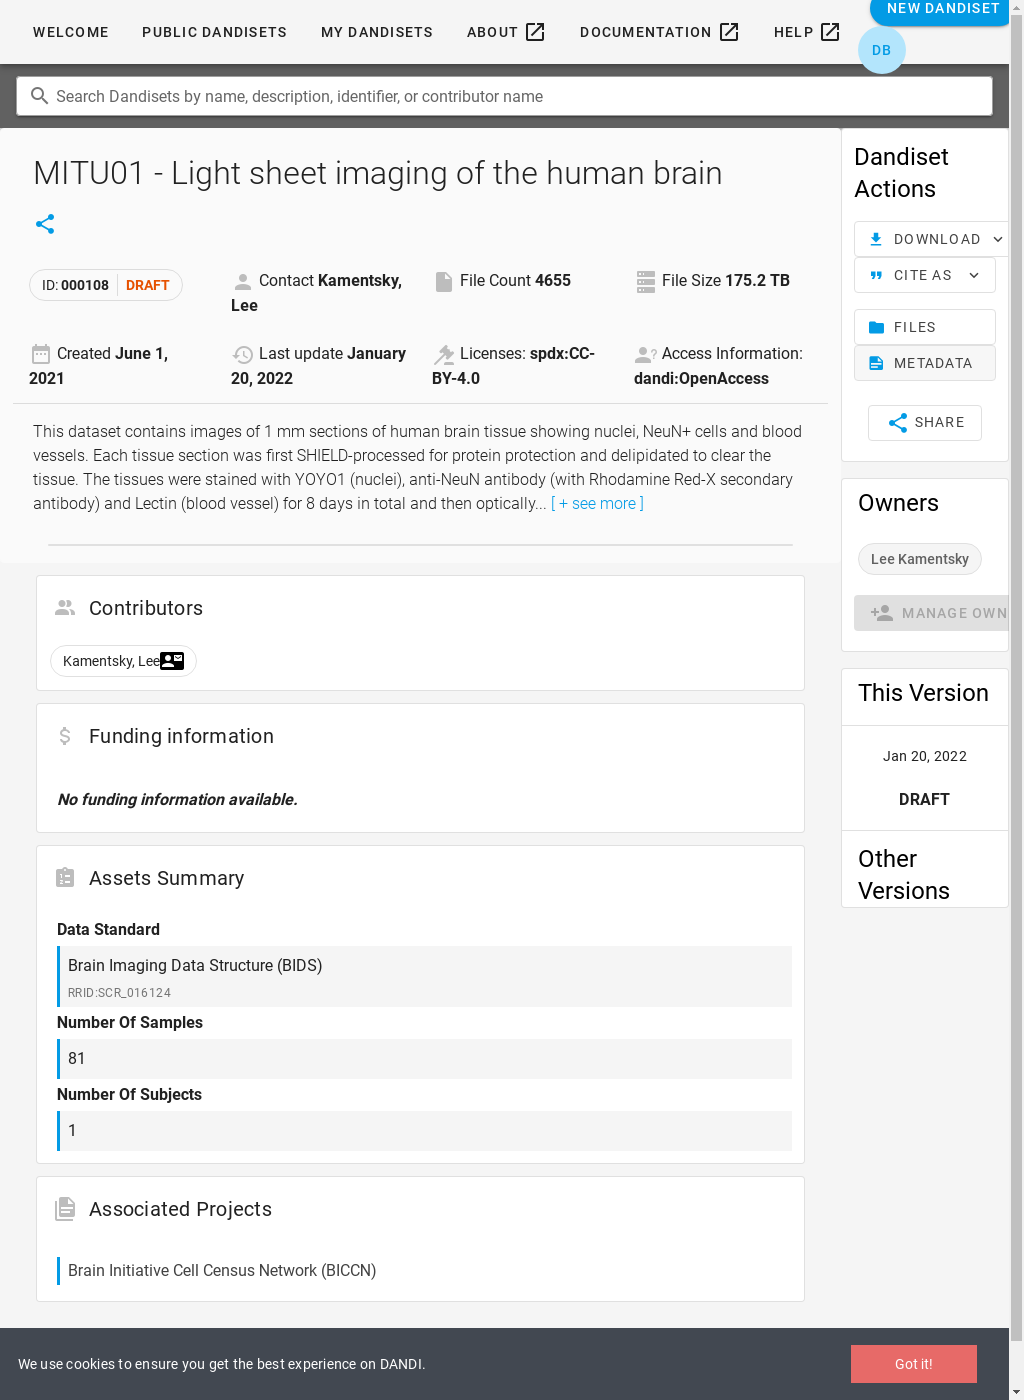 WELCOME PUBLIC DANDISETS MY DANDISETS ABOUT DOCUMENTATION HELP NEW DANDISET
DB
Search Dandisets by name, description, identifier, or contributor name
MITU01 - Light sheet imaging of the human brain
ID: 000108 DRAFT
Contact Kamentsky,
Lee
File Count 4655
File Size 175.2 TB
Created June 1,
2021
Last update January
20, 2022
Licenses: spdx:CC-
BY-4.0
Access Information:
dandi:OpenAccess
This dataset contains images of 1 mm sections of human brain tissue showing nuclei, NeuN+ cells and blood
vessels. Each tissue section was first SHIELD-processed for protein protection and delipidated to clear the
tissue. The tissues were stained with YOYO1 (nuclei), anti-NeuN antibody (with Rhodamine Red-X secondary
antibody) and Lectin (blood vessel) for 8 days in total and then optically... [ + see more ]
Contributors
Kamentsky, Lee
Funding information
No funding information available.
Assets Summary
Data Standard
Brain Imaging Data Structure (BIDS)
RRID:SCR_016124
Number Of Samples
81
Number Of Subjects
1
Associated Projects
Brain Initiative Cell Census Network (BICCN)
Dandiset
Actions
DOWNLOAD
CITE AS
FILES
METADATA
SHARE
Owners
Lee Kamentsky
MANAGE OWN
This Version
Jan 20, 2022
DRAFT
Other
Versions
We use cookies to ensure you get the best experience on DANDI.
Got it!